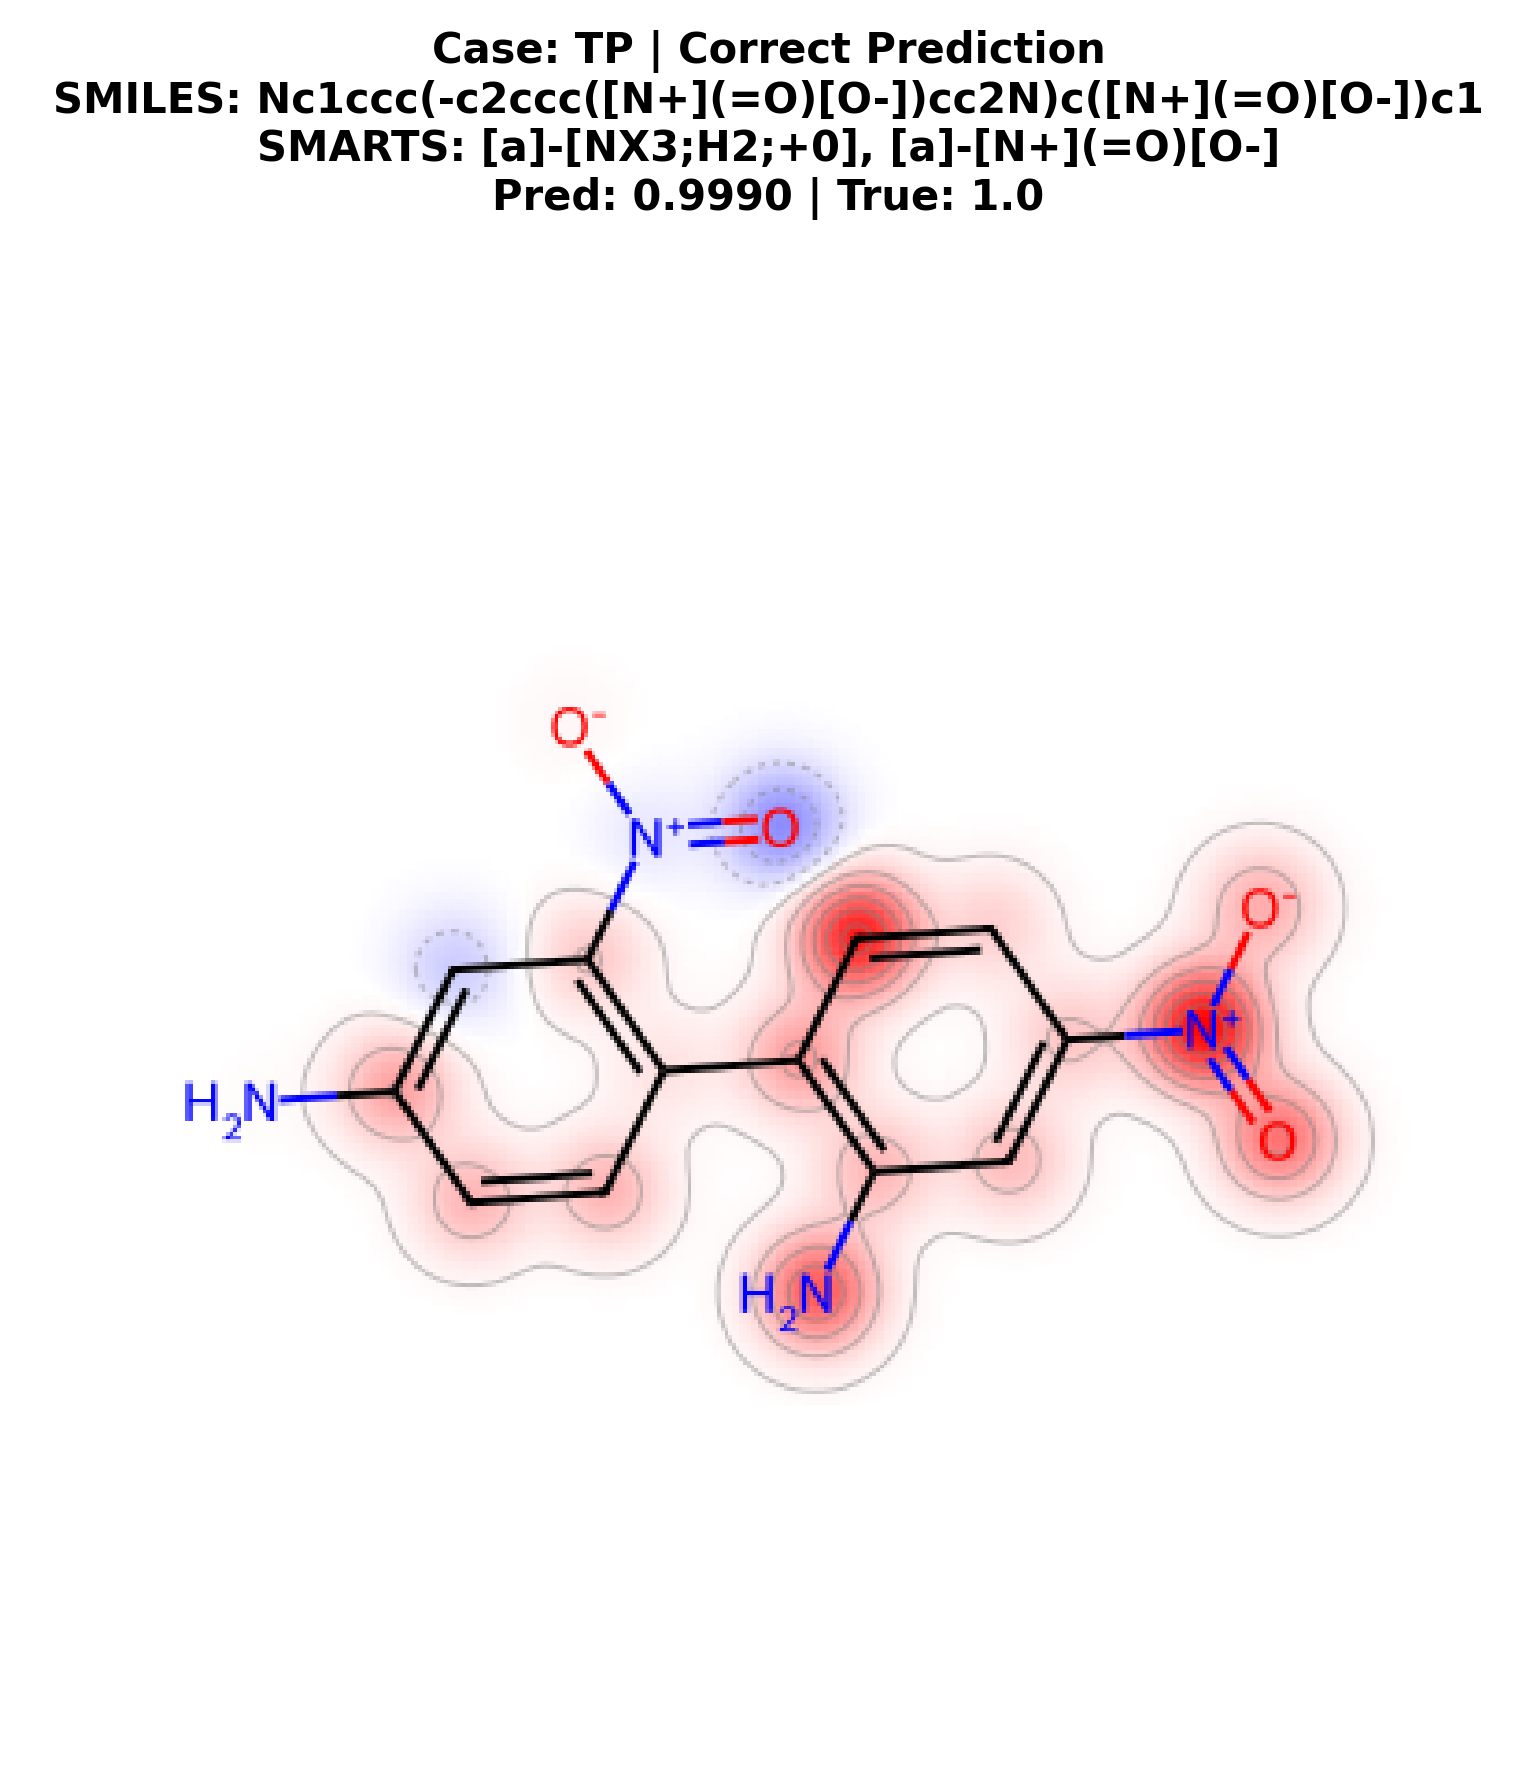 Case: TP | Correct Prediction
SMILES: Nc1ccc(-c2ccc([N+](=O)[O-])cc2N)c([N+](=O)[O-])c1
SMARTS: [a]-[NX3;H2;+0], [a]-[N+](=O)[O-]
Pred: 0.9990 | True: 1.0
O⁻
N⁺ O
O⁻
N⁺
H₂N
O
H₂N